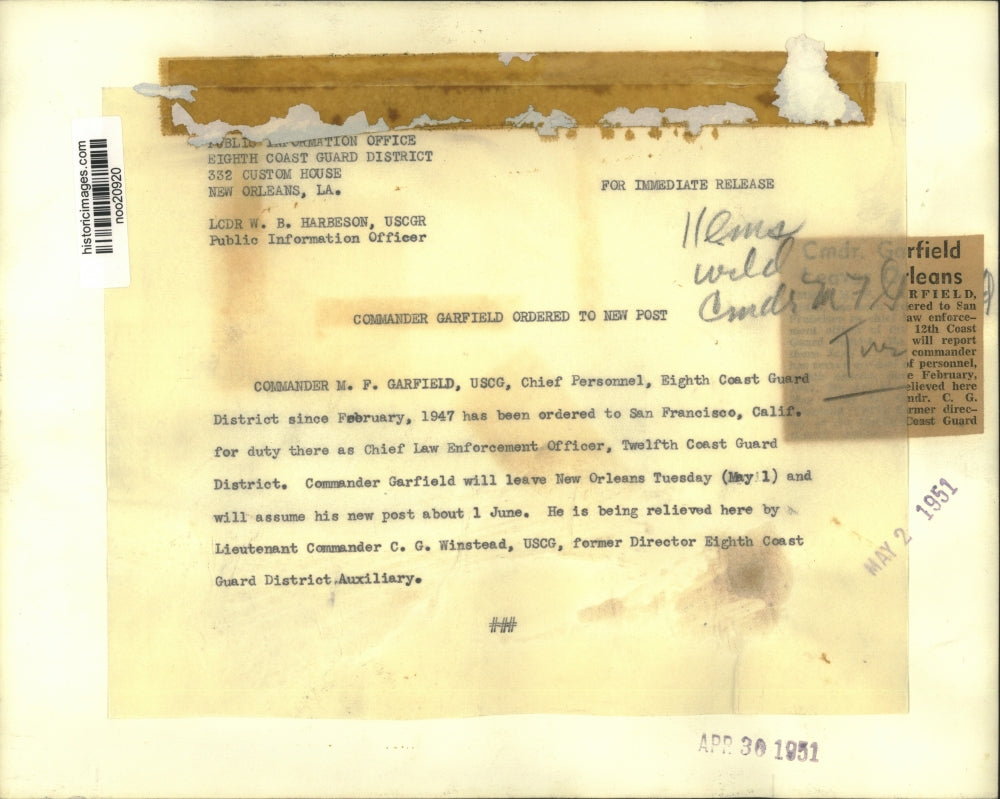 PUBLIC INFORMATION OFFICE
EIGHTH COAST GUARD DISTRICT
332 CUSTOM HOUSE
NEW ORLEANS, LA.
FOR IMMEDIATE RELEASE
LCDR W. B. HARBESON, USCGR
Public Information Officer
historicimages.com
noo20920
Cmdr
COMMANDER GARFIELD ORDERED TO NEW POST
COMMANDER M. F. GARFIELD, USCG, Chief Personnel, Eighth Coast Guard
District since February, 1947 has been ordered to San Francisco, Calif.
for duty there as Chief Law Enforcement Officer, Twelfth Coast Guard
District. Commander Garfield will leave New Orleans Tuesday (May 1) and
will assume his new post about 1 June. He is being relieved here by
Lieutenant Commander C. G. Winstead, USCG, former Director Eighth Coast
Guard District Auxiliary.
###
Cmdr. Garfield
rleans
RFIELD,
ered to San
aw enforce-
12th Coast
will report
commander
f personnel,
e February,
elieved here
mdr. C. G.
rmer direc-
Coast Guard
MAY 2 1951
APR 30 1951